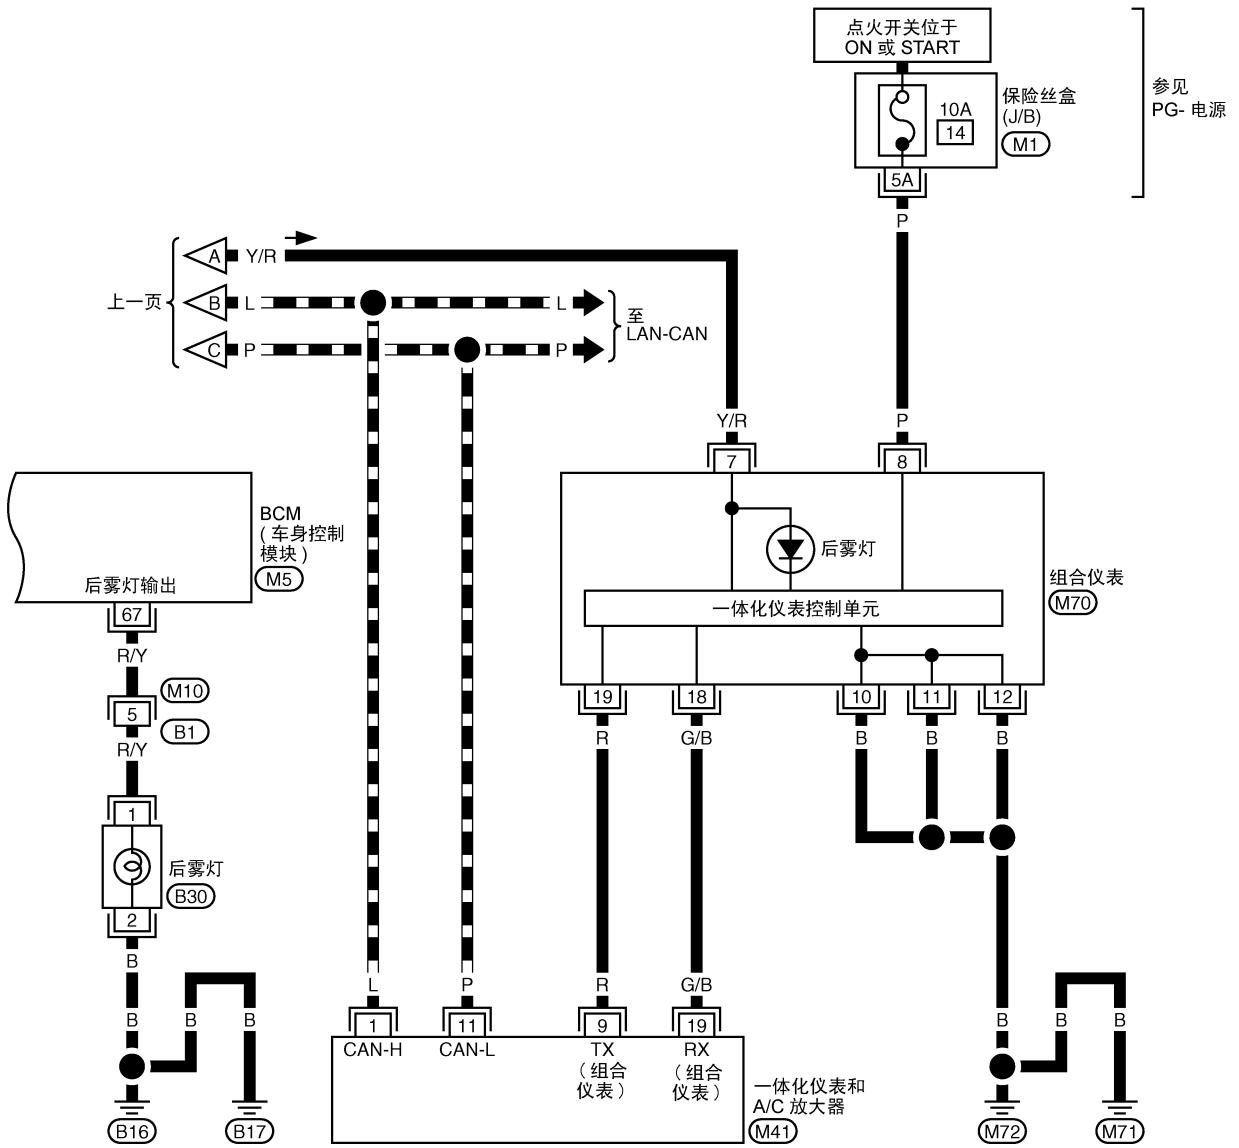 点火开关位于
ON 或 START
参见
PG- 电源
保险丝盒
(J/B)
M1
10A
14
5A
P
上一页
A
Y/R
B
L
L
C
P
P
至
LAN-CAN
Y/R
P
7
8
BCM
(车身控制
模块)
M5
后雾灯输出
67
后雾灯
组合仪表
M70
一体化仪表控制单元
R/Y
M10
5
B1
R/Y
19
18
10
11
12
R
G/B
B
B
B
1
后雾灯
B30
2
B
B
B
B
L
P
R
G/B
B
B
B
1
11
9
19
CAN-H
CAN-L
TX
(组合
仪表)
RX
(组合
仪表)
一体化仪表和
A/C 放大器
M41
B16
B17
M72
M71